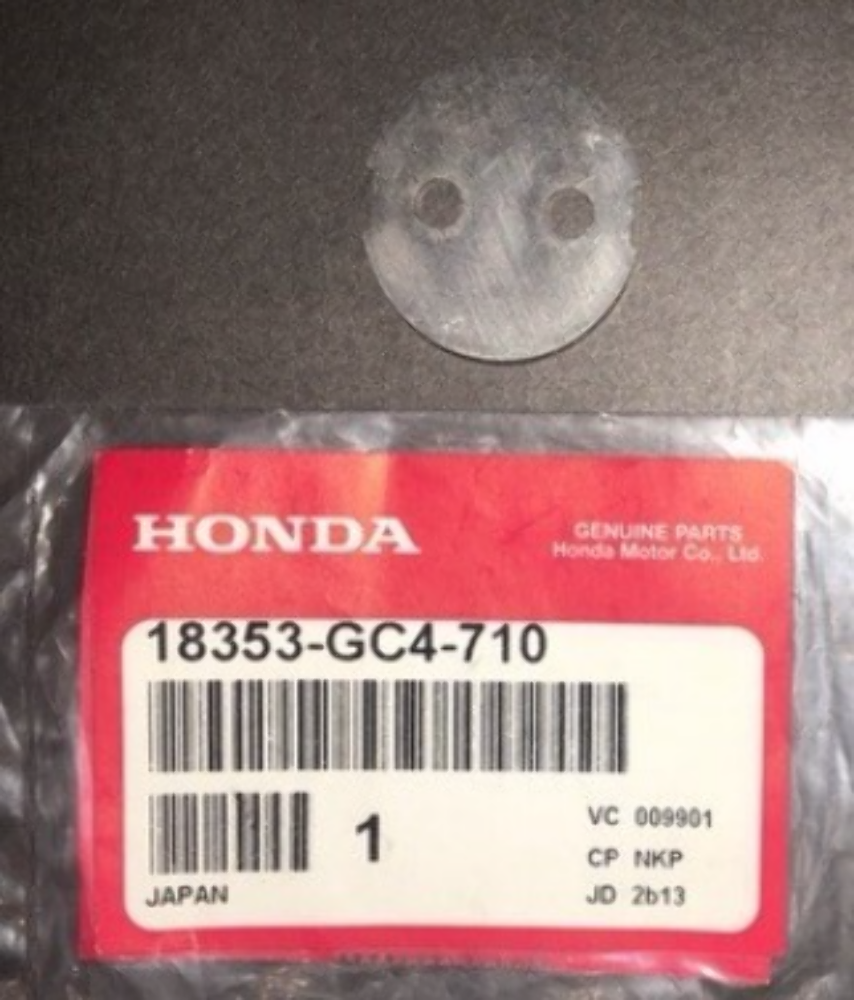 HONDA
GENUINE PARTS
Honda Motor Co., Ltd.
18353-GC4-710
1
VC 009901
CP NKP
JAPAN
JD 2b13